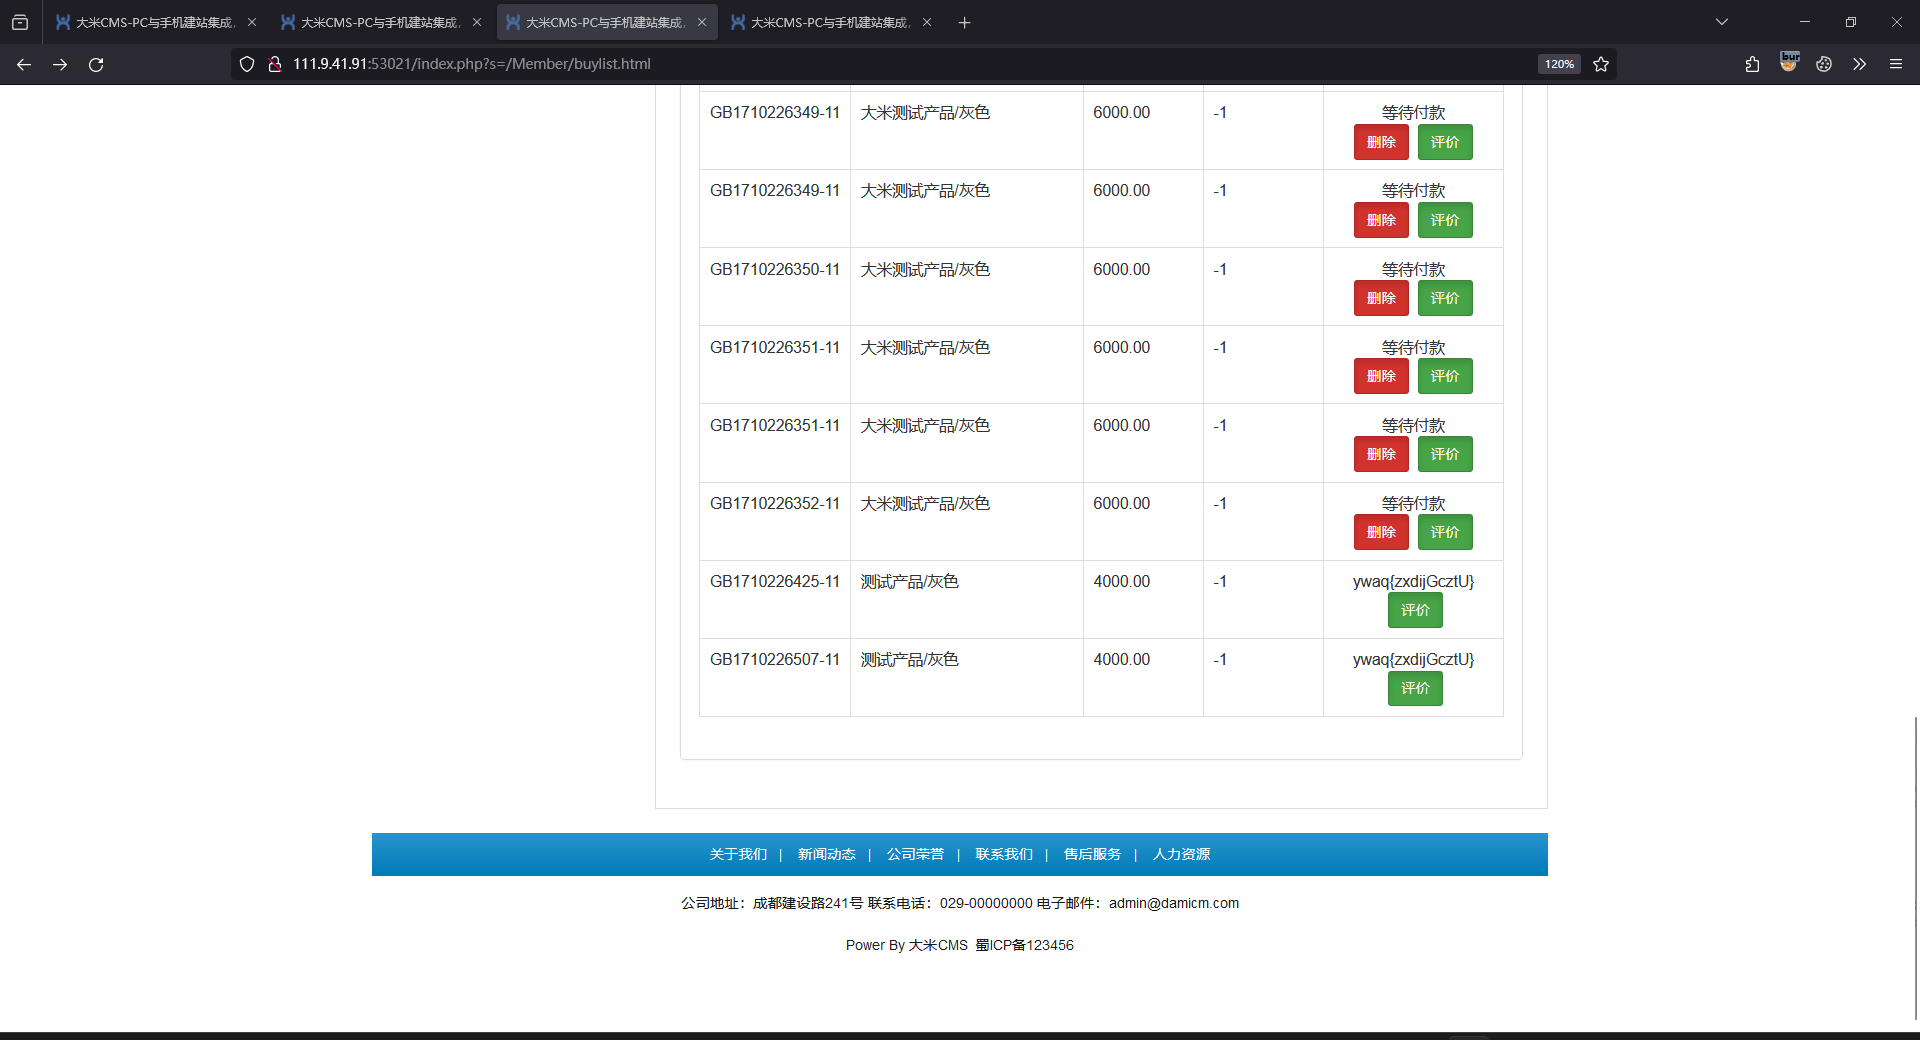 大米CMS-PC与手机建站集成,
大米CMS-PC与手机建站集成,
大米CMS-PC与手机建站集成,
大米CMS-PC与手机建站集成,
111.9.41.91:53021/index.php?s=/Member/buylist.html
120%
GB1710226349-11 大米测试产品/灰色 6000.00 -1 等待付款
删除 评价
GB1710226349-11 大米测试产品/灰色 6000.00 -1 等待付款
删除 评价
GB1710226350-11 大米测试产品/灰色 6000.00 -1 等待付款
删除 评价
GB1710226351-11 大米测试产品/灰色 6000.00 -1 等待付款
删除 评价
GB1710226351-11 大米测试产品/灰色 6000.00 -1 等待付款
删除 评价
GB1710226352-11 大米测试产品/灰色 6000.00 -1 等待付款
删除 评价
GB1710226425-11 测试产品/灰色 4000.00 -1 ywaq{zxdijGcztU}
评价
GB1710226507-11 测试产品/灰色 4000.00 -1 ywaq{zxdijGcztU}
评价
关于我们 | 新闻动态 | 公司荣誉 | 联系我们 | 售后服务 | 人力资源
公司地址：成都建设路241号 联系电话：029-00000000 电子邮件：admin@damicm.com
Power By 大米CMS 蜀ICP备123456